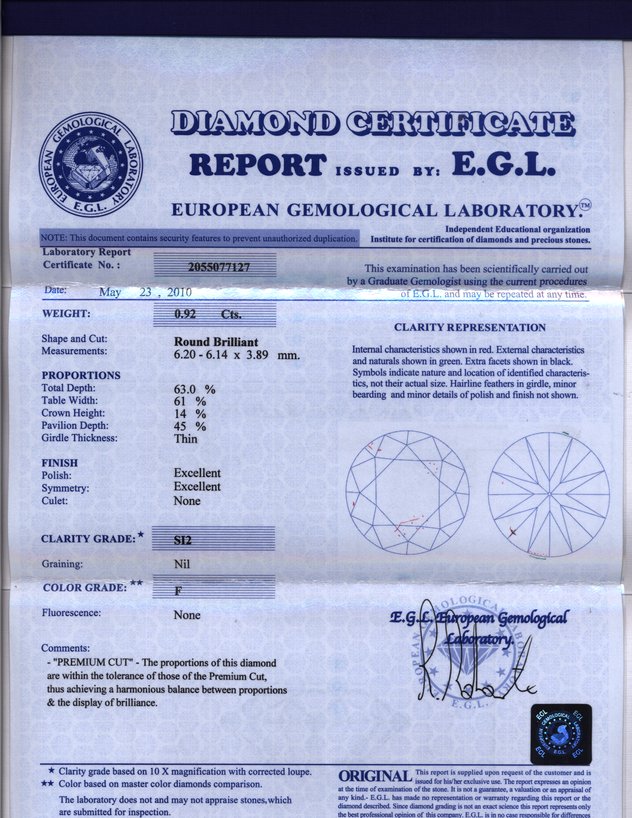 DIAMOND CERTIFICATE
REPORT ISSUED BY: E.G.L.
EUROPEAN GEMOLOGICAL LABORATORY.™
EUROPEAN GEMOLOGICAL LABORATORY
E.G.L.
Independent Educational organization
NOTE: This document contains security features to prevent unauthorized duplication.
Institute for certification of diamonds and precious stones.
Laboratory Report
Certificate No. : 2055077127
This examination has been scientifically carried out
by a Graduate Gemologist using the current procedures
of E.G.L. and may be repeated at any time.
Date: May 23 , 2010
WEIGHT: 0.92 Cts.
Shape and Cut: Round Brilliant
Measurements: 6.20 - 6.14 x 3.89 mm.
PROPORTIONS
Total Depth: 63.0 %
Table Width: 61 %
Crown Height: 14 %
Pavilion Depth: 45 %
Girdle Thickness: Thin
FINISH
Polish: Excellent
Symmetry: Excellent
Culet: None
CLARITY GRADE: ★ SI2
Graining: Nil
COLOR GRADE: ★★ F
Fluorescence: None
Comments:
- "PREMIUM CUT" - The proportions of this diamond
are within the tolerance of those of the Premium Cut,
thus achieving a harmonious balance between proportions
& the display of brilliance.
CLARITY REPRESENTATION
Internal characteristics shown in red. External characteristics
and naturals shown in green. Extra facets shown in black.
Symbols indicate nature and location of identified characteris-
tics, not their actual size. Hairline feathers in girdle, minor
bearding and minor details of polish and finish not shown.
E.G.L. European Gemological
Laboratory.
EUROPEAN GEMOLOGICAL LABORATORY
E.G.L.
EGL
EGL
EGL
EGL
★ Clarity grade based on 10 X magnification with corrected loupe.
★★ Color based on master color diamonds comparison.
The laboratory does not and may not appraise stones, which
are submitted for inspection.
ORIGINAL This report is supplied upon request of the customer and is
issued for his/her exclusive use. The report expresses an opinion
at the time of examination of the stone. It is not a guarantee, a valuation or an appraisal of
any kind.- E.G.L. has made no representation or warranty regarding this report or the
diamond described. Since diamond grading is not an exact science this report represents only
the best professional opinion of this company. E.G.L. is in no case responsible for differences